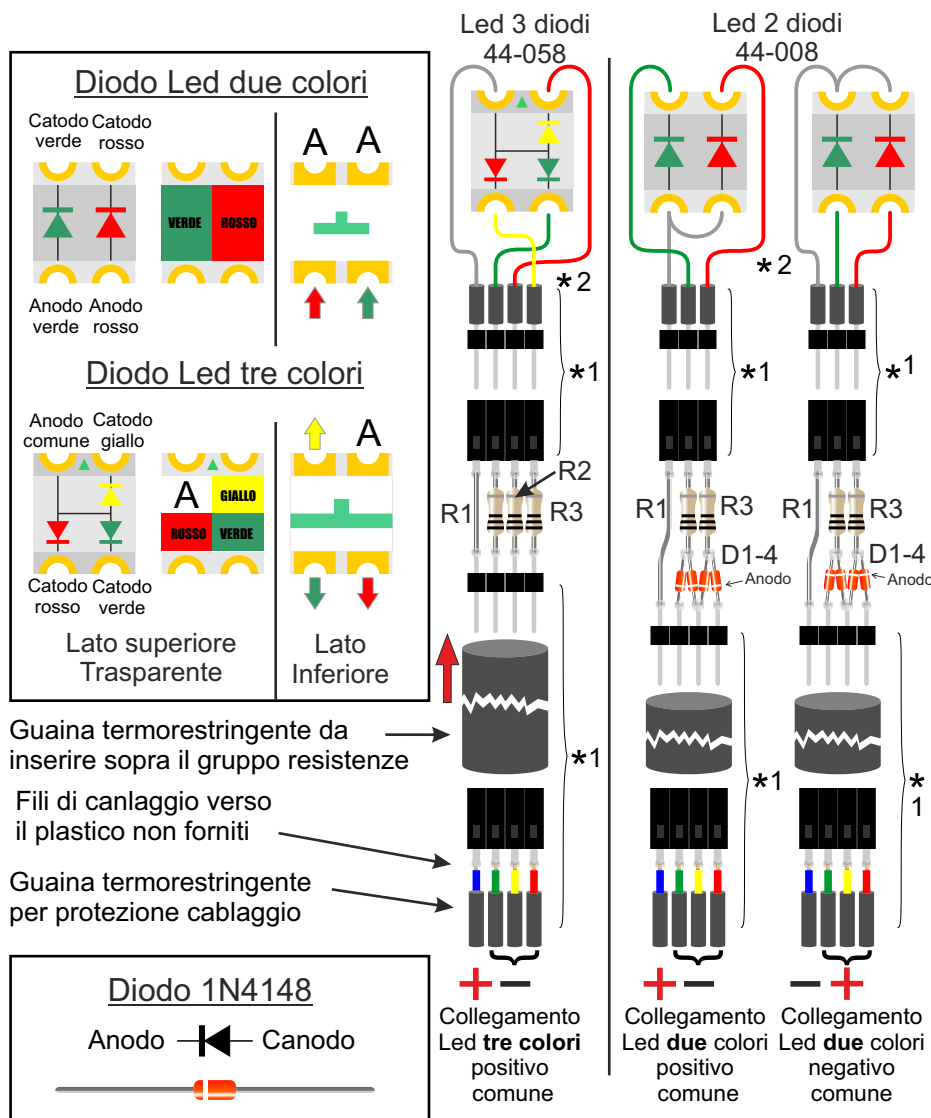 Diodo Led due colori
Catodo verde
Catodo rosso
VERDE
ROSSO
A A
Anodo verde
Anodo rosso
Diodo Led tre colori
Anodo comune
Catodo giallo
A
GIALLO
ROSSO
VERDE
A
Catodo rosso
Catodo verde
Lato superiore
Trasparente
Lato
Inferiore
Guaina termorestringente da
inserire sopra il gruppo resistenze
Fili di canlaggio verso
il plastico non forniti
Guaina termorestringente
per protezione cablaggio
Diodo 1N4148
Anodo
Canodo
Led 3 diodi
44-058
*2
*1
R2
R1
R3
*1
+ −
Collegamento
Led tre colori
positivo
comune
Led 2 diodi
44-008
*2
*1
R1
R3
D1-4
Anodo
*1
+ −
Collegamento
Led due colori
positivo
comune
*1
R1
R3
D1-4
Anodo
*
1
− +
Collegamento
Led due colori
negativo
comune